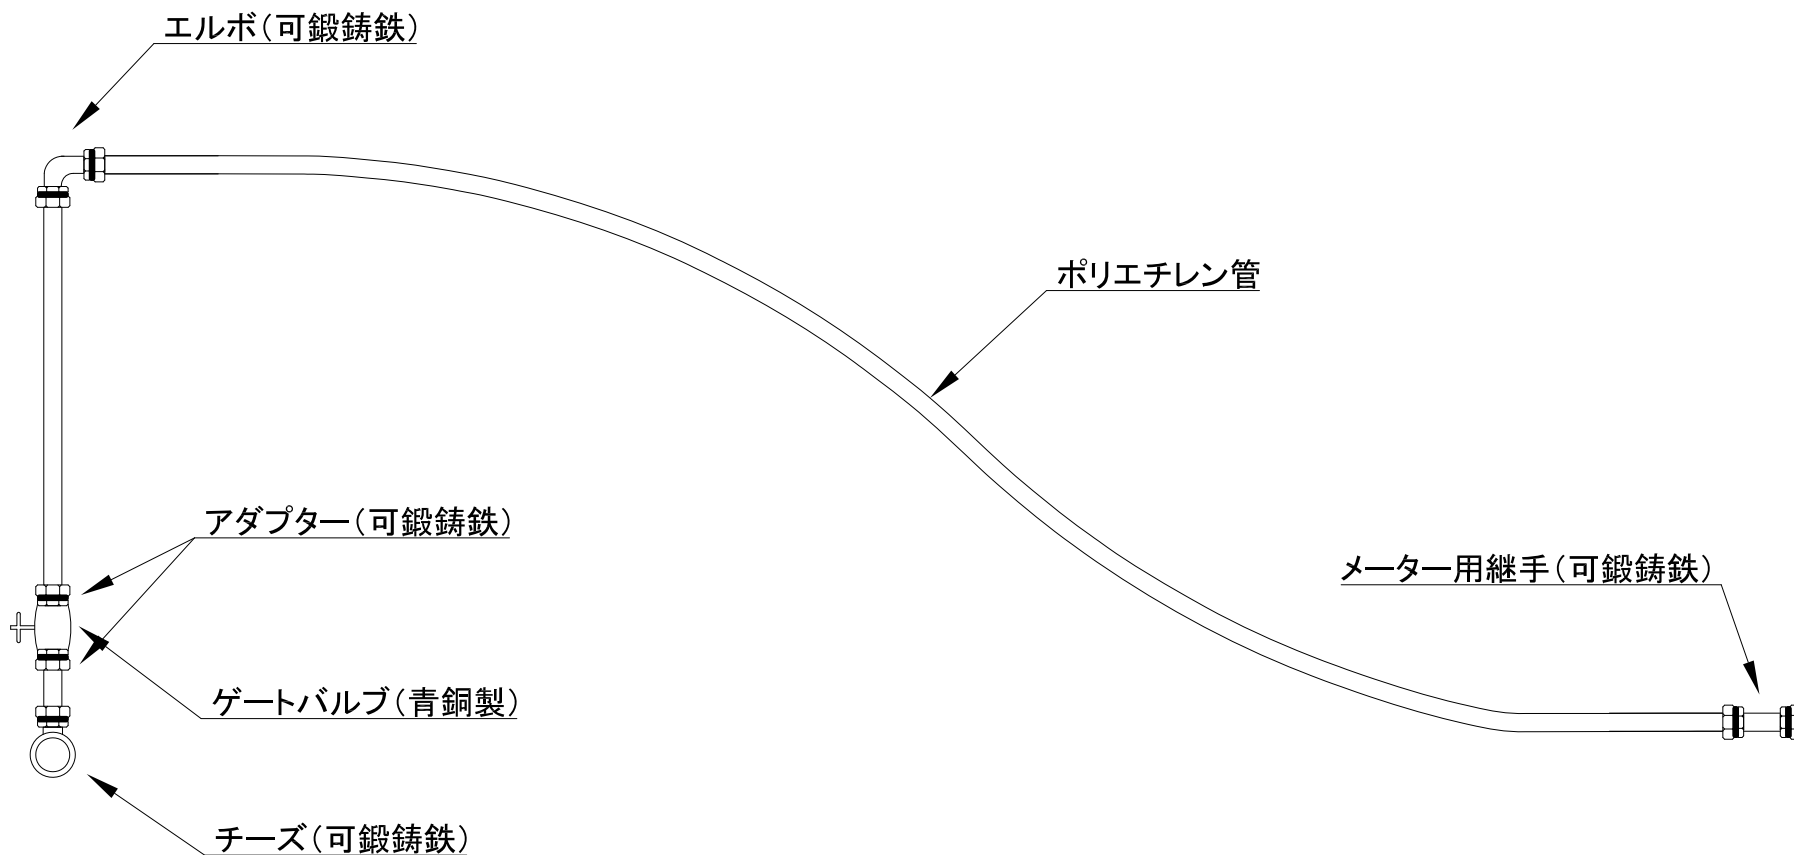 エルボ(可鍛鋳鉄)
ポリエチレン管
アダプター(可鍛鋳鉄)
メーター用継手(可鍛鋳鉄)
ゲートバルブ(青銅製)
チーズ(可鍛鋳鉄)